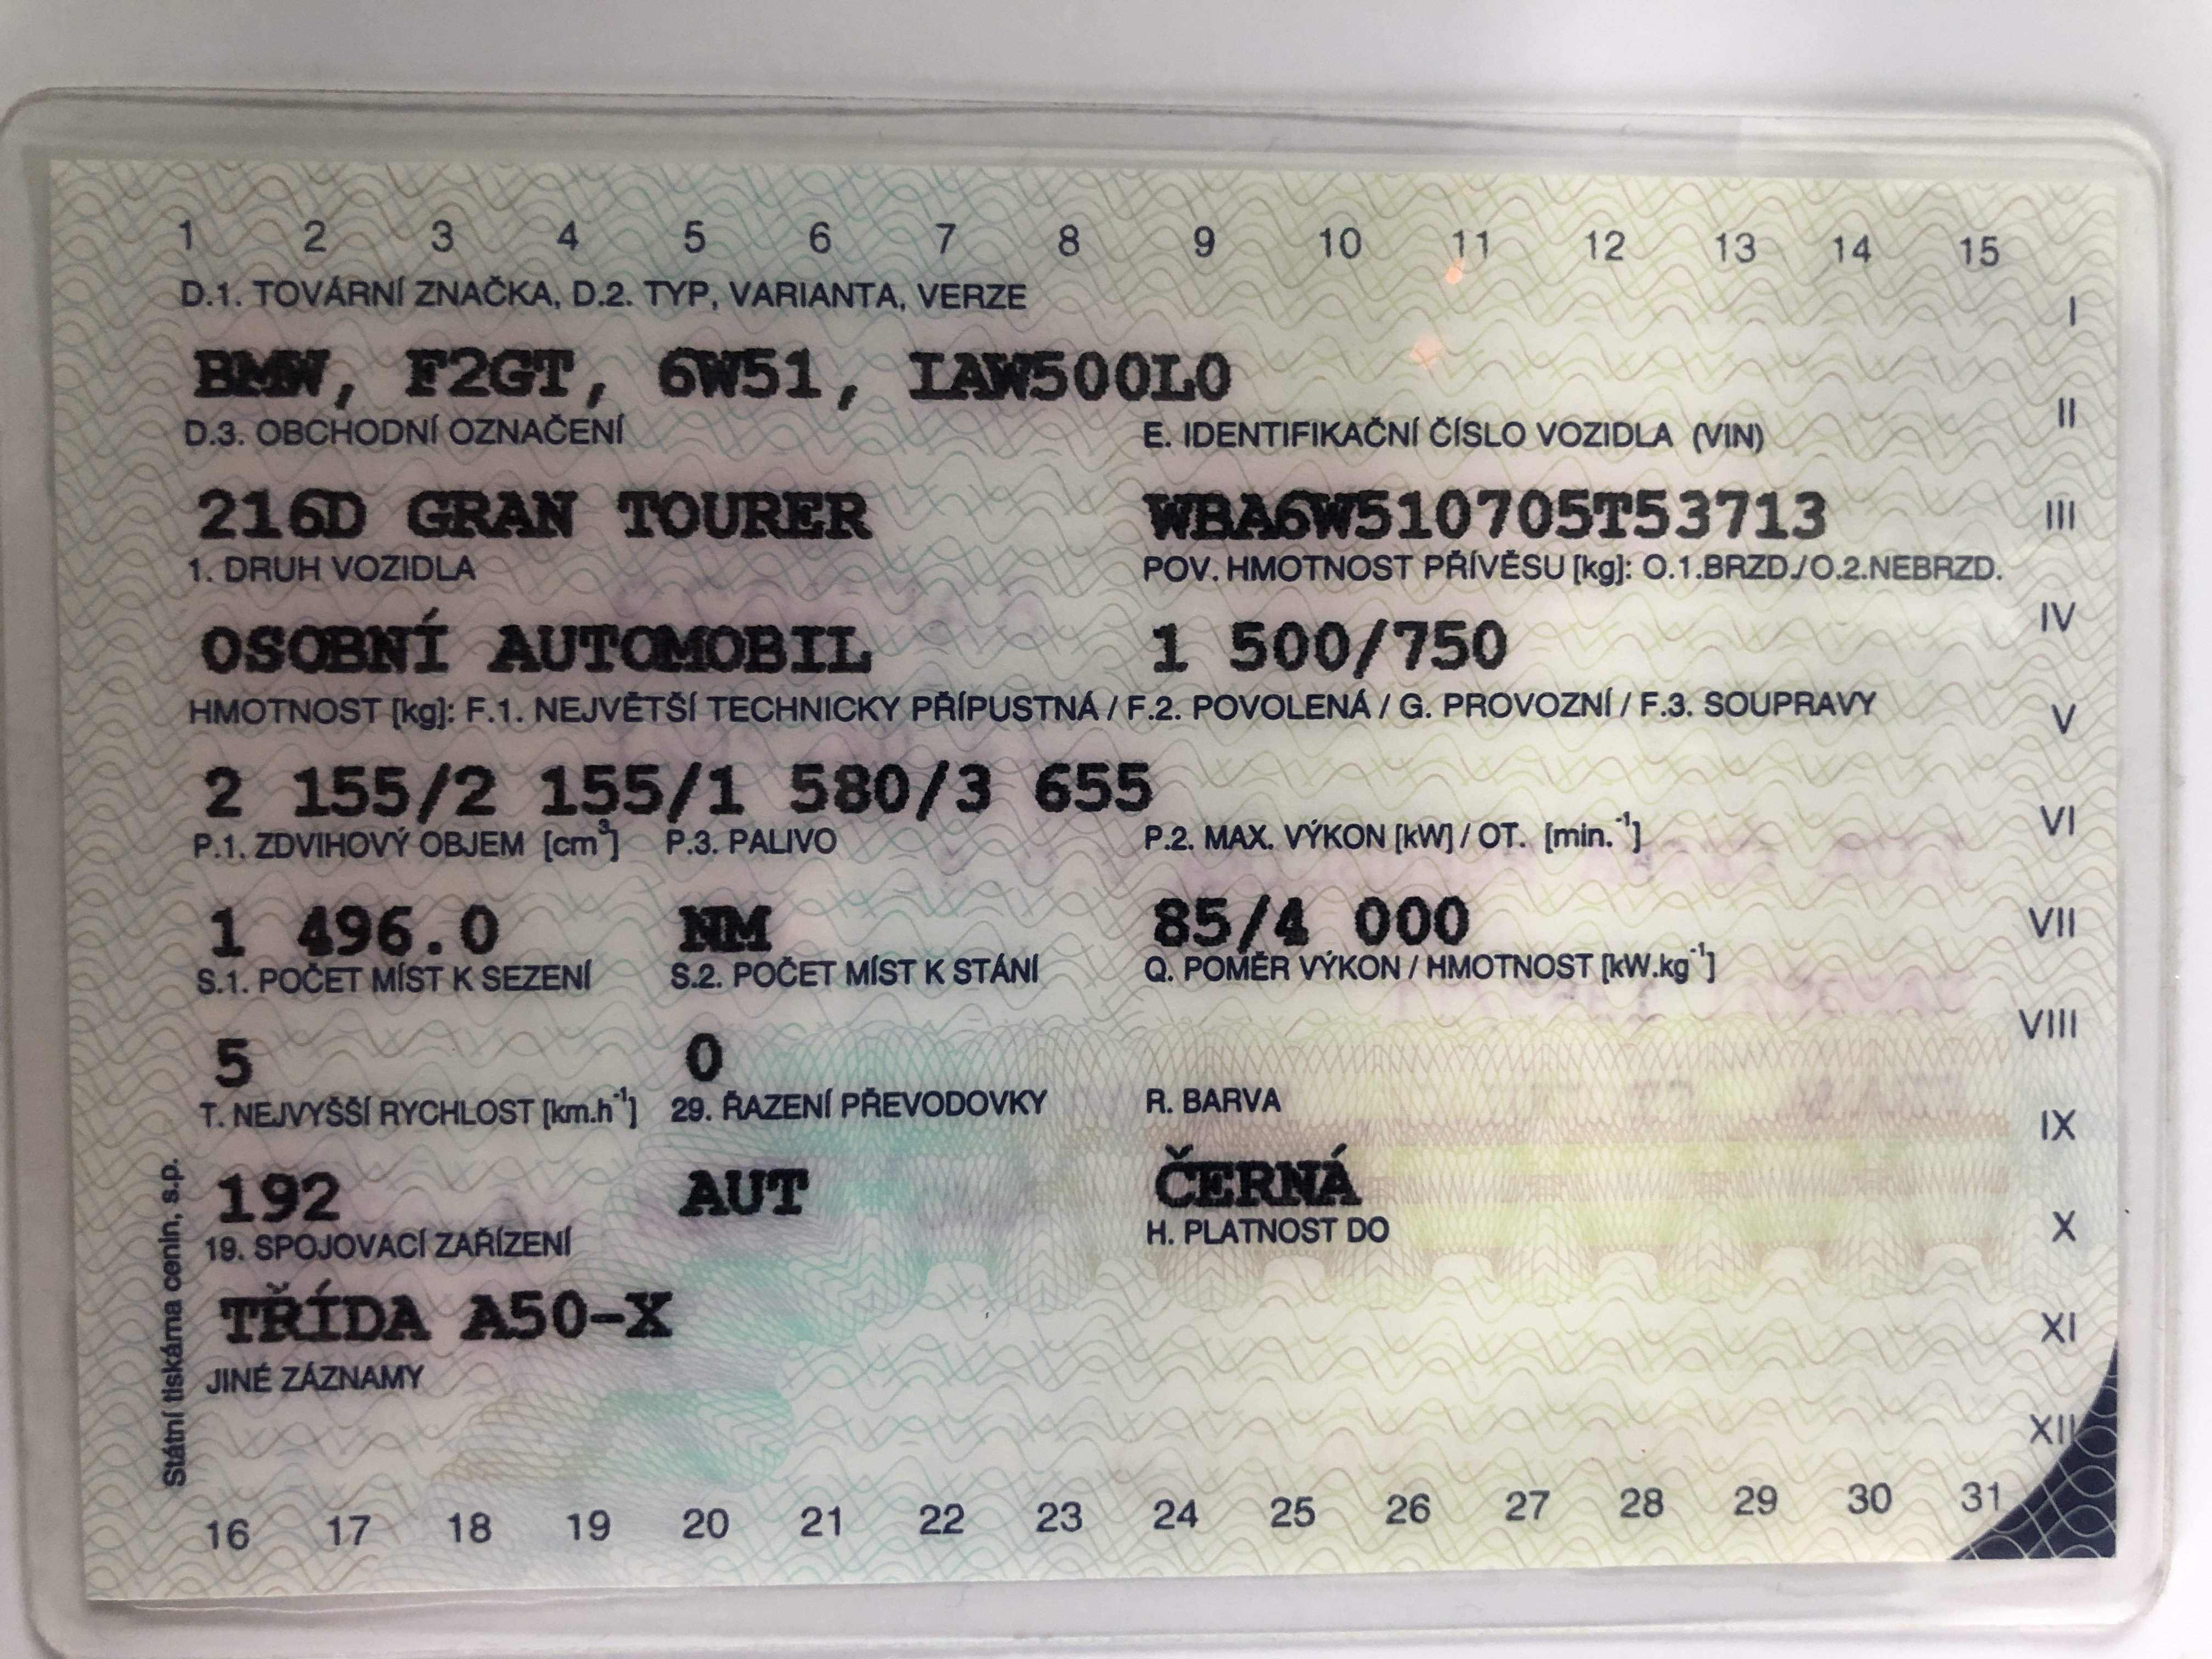 1 2 3 4 5 6 7 8 9 10 11 12 13 14 15
D.1. TOVÁRNÍ ZNAČKA, D.2. TYP, VARIANTA, VERZE
I
BMW, F2GT, 6W51, IAW500L0
D.3. OBCHODNÍ OZNAČENÍ E. IDENTIFIKAČNÍ ČÍSLO VOZIDLA (VIN)
II
216D GRAN TOURER WBA6W510705T53713
III
1. DRUH VOZIDLA POV. HMOTNOST PŘÍVĚSU [kg]: O.1.BRZD./O.2.NEBRZD.
OSOBNÍ AUTOMOBIL 1 500/750
IV
HMOTNOST [kg]: F.1. NEJVĚTŠÍ TECHNICKY PŘÍPUSTNÁ / F.2. POVOLENÁ / G. PROVOZNÍ / F.3. SOUPRAVY
V
2 155/2 155/1 580/3 655
P.1. ZDVIHOVÝ OBJEM [cm³] P.3. PALIVO P.2. MAX. VÝKON [kW] / OT. [min.⁻¹]
VI
1 496.0 NM 85/4 000
VII
S.1. POČET MÍST K SEZENÍ S.2. POČET MÍST K STÁNÍ Q. POMĚR VÝKON / HMOTNOST [kW.kg⁻¹]
VIII
5 0
T. NEJVYŠŠÍ RYCHLOST [km.h⁻¹] 29. ŘAZENÍ PŘEVODOVKY R. BARVA
IX
192 AUT ČERNÁ
19. SPOJOVACÍ ZAŘÍZENÍ H. PLATNOST DO
X
TŘÍDA A50-X
XI
JINÉ ZÁZNAMY
XII
16 17 18 19 20 21 22 23 24 25 26 27 28 29 30 31
Státní tiskárna cenin, s.p.